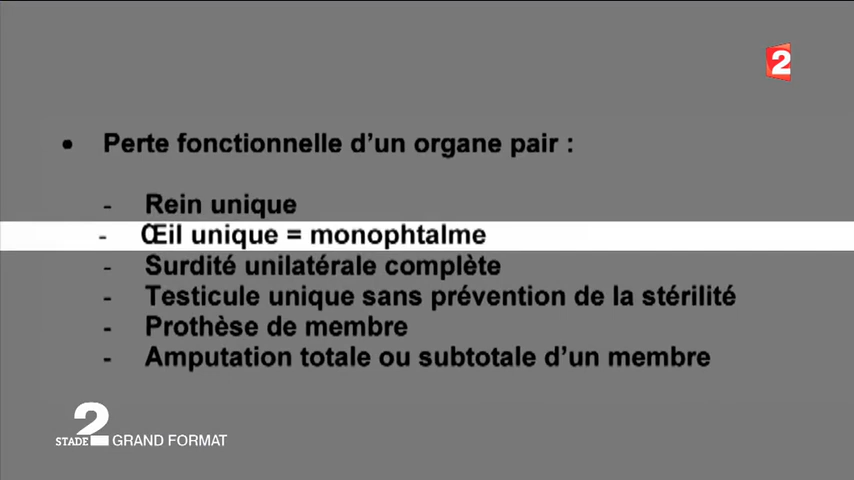 2
• Perte fonctionnelle d'un organe pair :
- Rein unique
- Œil unique = monophtalme
- Surdité unilatérale complète
- Testicule unique sans prévention de la stérilité
- Prothèse de membre
- Amputation totale ou subtotale d'un membre
STADE 2 GRAND FORMAT